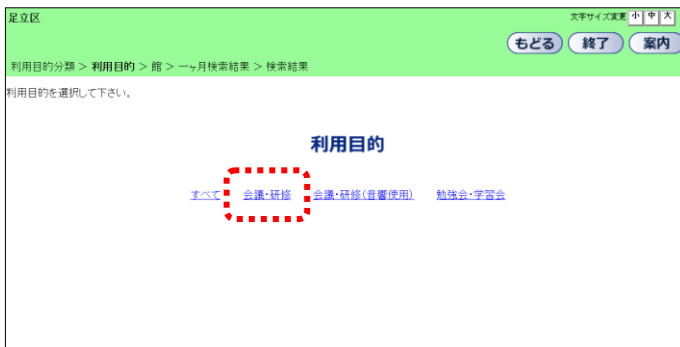 足立区 文字サイズ変更 小 中 大
もどる 終了 案内
利用目的分類 > 利用目的 > 館 > 一ヶ月検索結果 > 検索結果
利用目的を選択して下さい。
利用目的
すべて 会議・研修 会議・研修(音響使用) 勉強会・学習会